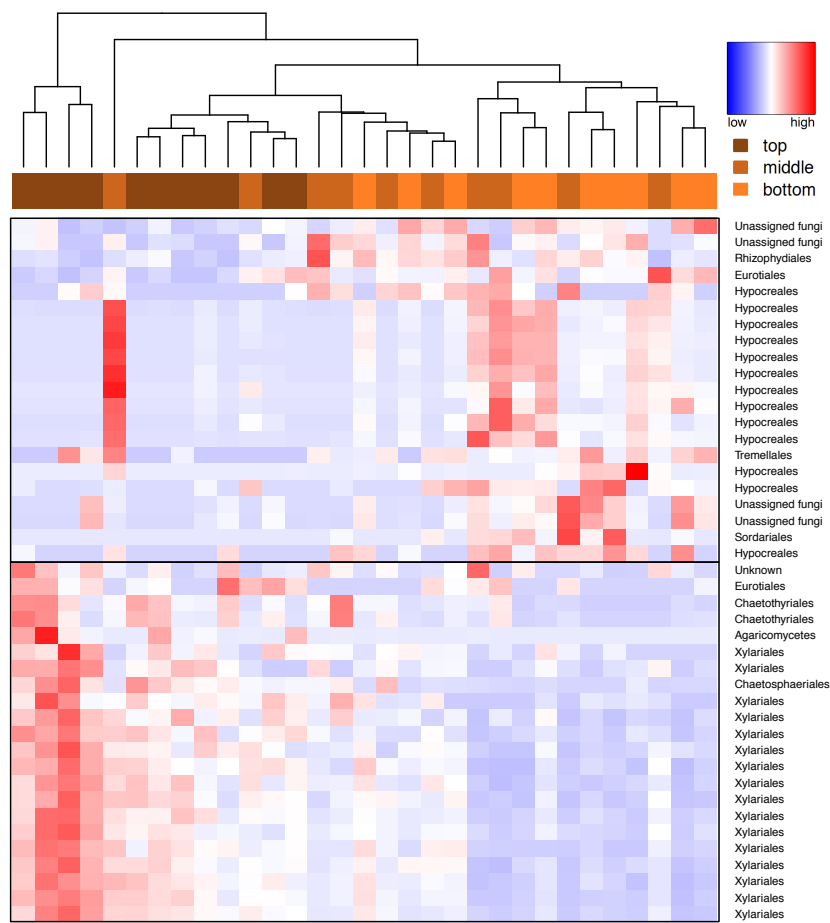 low high
top
middle
bottom
Unassigned fungi
Unassigned fungi
Rhizophydiales
Eurotiales
Hypocreales
Hypocreales
Hypocreales
Hypocreales
Hypocreales
Hypocreales
Hypocreales
Hypocreales
Hypocreales
Hypocreales
Tremellales
Hypocreales
Hypocreales
Unassigned fungi
Unassigned fungi
Sordariales
Hypocreales
Unknown
Eurotiales
Chaetothyriales
Chaetothyriales
Agaricomycetes
Xylariales
Xylariales
Chaetosphaeriales
Xylariales
Xylariales
Xylariales
Xylariales
Xylariales
Xylariales
Xylariales
Xylariales
Xylariales
Xylariales
Xylariales
Xylariales
Xylariales
Xylariales